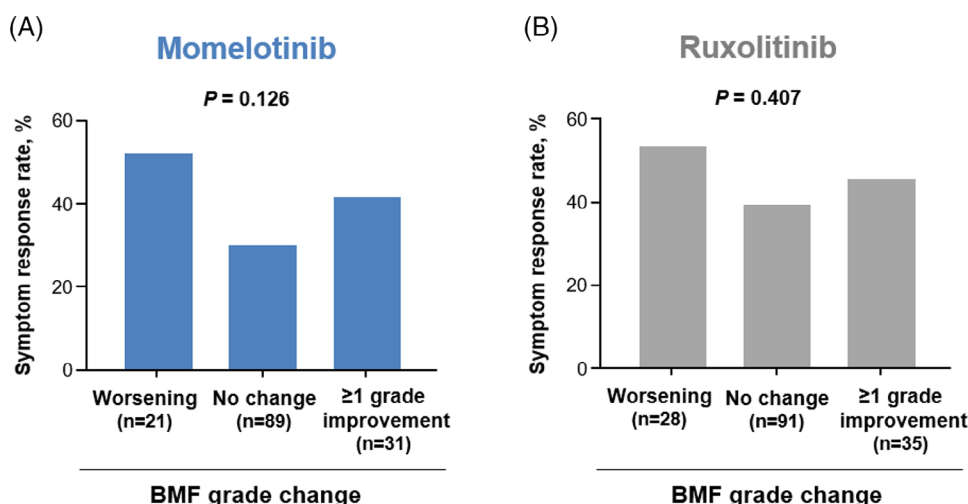 (A)
Momelotinib
P = 0.126
Symptom response rate, %
60
40
20
0
Worsening
(n=21)
No change
(n=89)
≥1 grade
improvement
(n=31)
BMF grade change
(B)
Ruxolitinib
P = 0.407
Symptom response rate, %
60
40
20
0
Worsening
(n=28)
No change
(n=91)
≥1 grade
improvement
(n=35)
BMF grade change